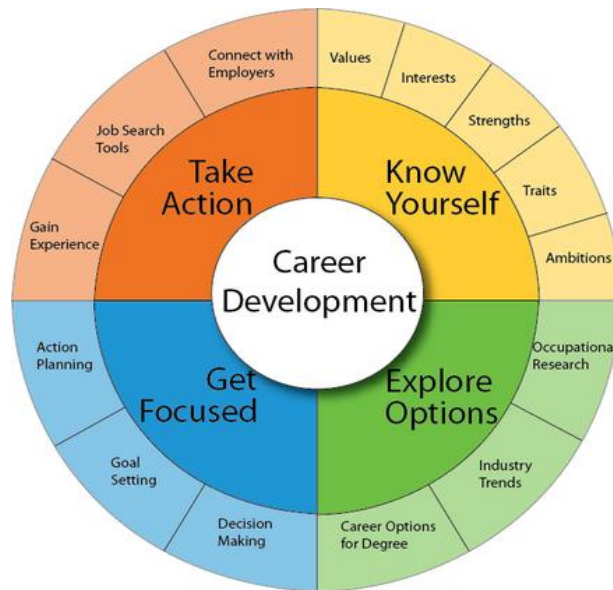 Career
Development
Know
Yourself
Values
Interests
Strengths
Traits
Ambitions
Explore
Options
Occupational
Research
Industry
Trends
Career Options
for Degree
Get
Focused
Decision
Making
Goal
Setting
Action
Planning
Take
Action
Gain
Experience
Job Search
Tools
Connect with
Employers